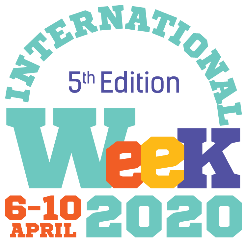 INTERNATIONAL
5th Edition
Week
6-10
APRIL
2020